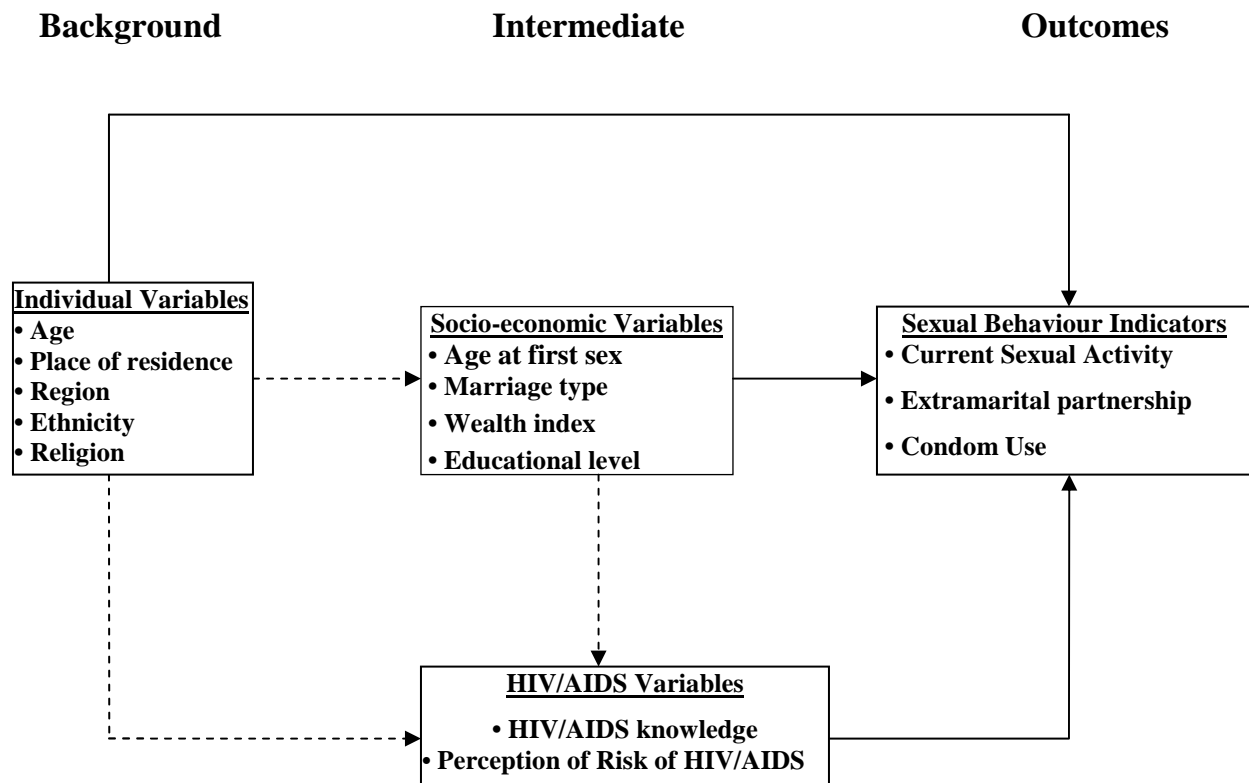 Background
Intermediate
Outcomes
Individual Variables
• Age
• Place of residence
• Region
• Ethnicity
• Religion
Socio-economic Variables
• Age at first sex
• Marriage type
• Wealth index
• Educational level
Sexual Behaviour Indicators
• Current Sexual Activity
• Extramarital partnership
• Condom Use
HIV/AIDS Variables
• HIV/AIDS knowledge
• Perception of Risk of HIV/AIDS